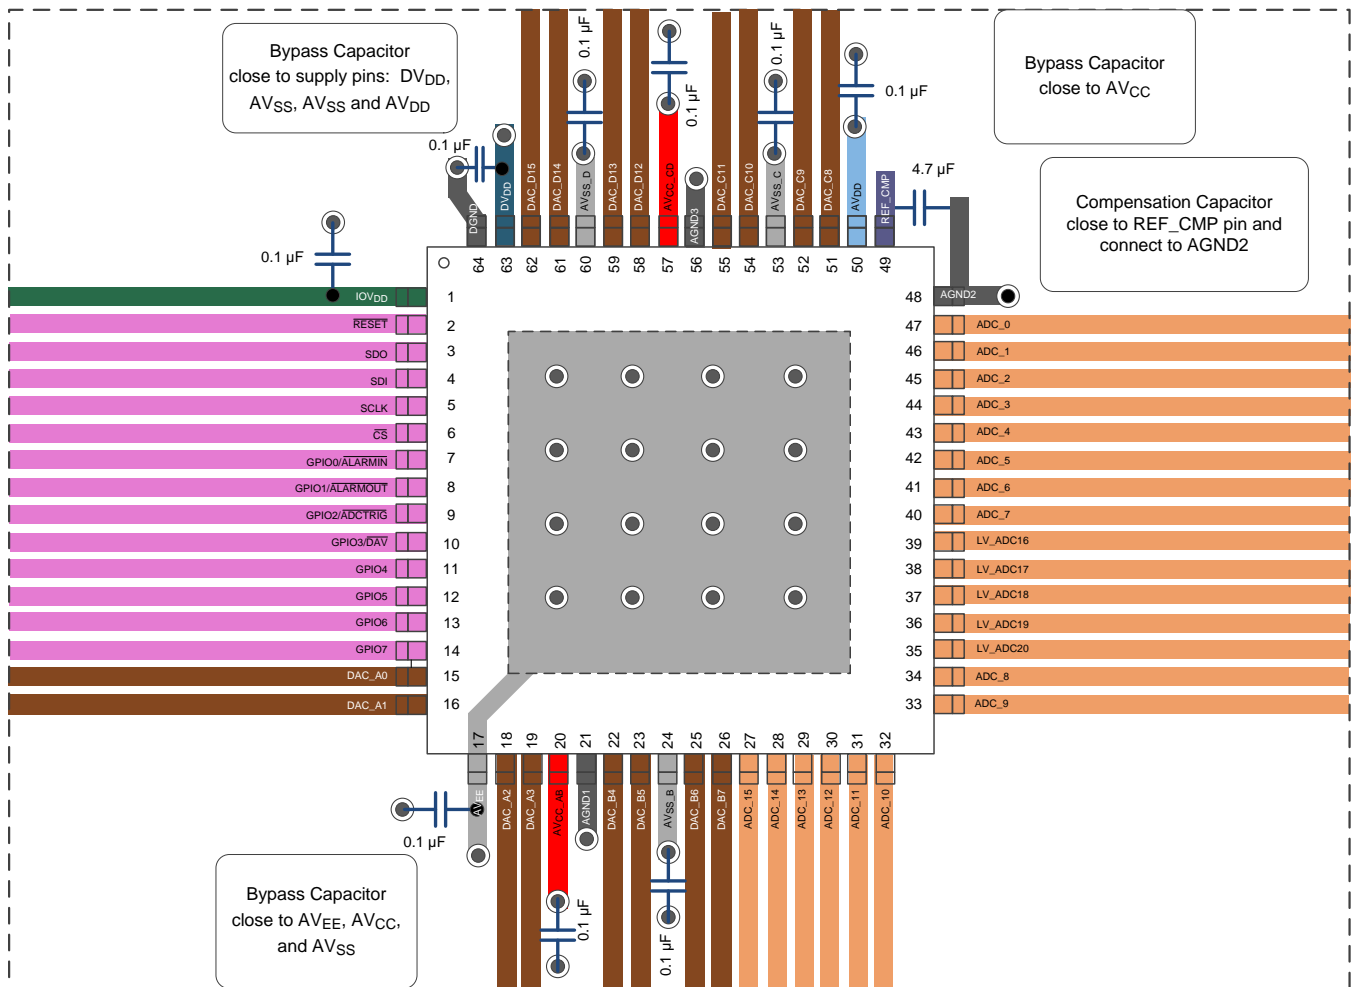 Bypass Capacitor
close to supply pins: DVDD,
AVSS, AVSS and AVDD
Bypass Capacitor
close to AVCC
Compensation Capacitor
close to REF_CMP pin and
connect to AGND2
Bypass Capacitor
close to AVEE, AVCC,
and AVSS
0.1 µF
0.1 µF
0.1 µF
0.1 µF
0.1 µF
0.1 µF
4.7 µF
0.1 µF
DGND
DVDD
DAC_D15
DAC_D14
AVSS_D
DAC_D13
DAC_D12
AVCC_CD
AGND3
DAC_C11
DAC_C10
AVSS_C
DAC_C9
DAC_C8
AVDD
REF_CMP
64
63
62
61
60
59
58
57
56
55
54
53
52
51
50
49
IOVDD 1
RESET 2
SDO 3
SDI 4
SCLK 5
CS 6
GPIO0/ALARMIN 7
GPIO1/ALARMOUT 8
GPIO2/ADCTRIG 9
GPIO3/DAV 10
GPIO4 11
GPIO5 12
GPIO6 13
GPIO7 14
DAC_A0 15
DAC_A1 16
48 AGND2
47 ADC_0
46 ADC_1
45 ADC_2
44 ADC_3
43 ADC_4
42 ADC_5
41 ADC_6
40 ADC_7
39 LV_ADC16
38 LV_ADC17
37 LV_ADC18
36 LV_ADC19
35 LV_ADC20
34 ADC_8
33 ADC_9
17
18
19
20
21
22
23
24
25
26
27
28
29
30
31
32
AVEE
DAC_A2
DAC_A3
AVCC_AB
AGND1
DAC_B4
DAC_B5
AVSS_B
DAC_B6
DAC_B7
ADC_15
ADC_14
ADC_13
ADC_12
ADC_11
ADC_10
0.1 µF
0.1 µF
0.1 µF